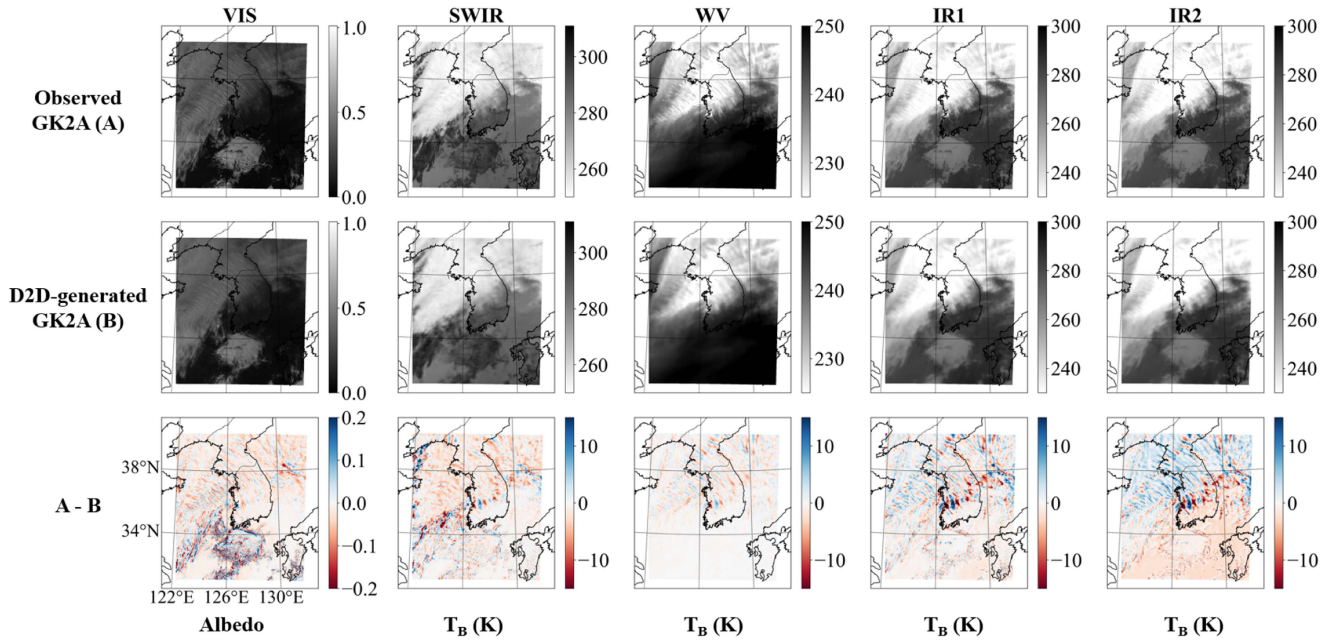 VIS SWIR WV IR1 IR2
Observed
GK2A (A)
1.0 0.5 0.0
300 280 260
250 240 230
300 280 260 240
300 280 260 240
D2D-generated
GK2A (B)
1.0 0.5 0.0
300 280 260
250 240 230
300 280 260 240
300 280 260 240
A - B
38°N
34°N
122°E 126°E 130°E
0.2 0.1 0.0 −0.1 −0.2
10 0 −10
10 0 −10
10 0 −10
10 0 −10
Albedo T_B (K) T_B (K) T_B (K) T_B (K)